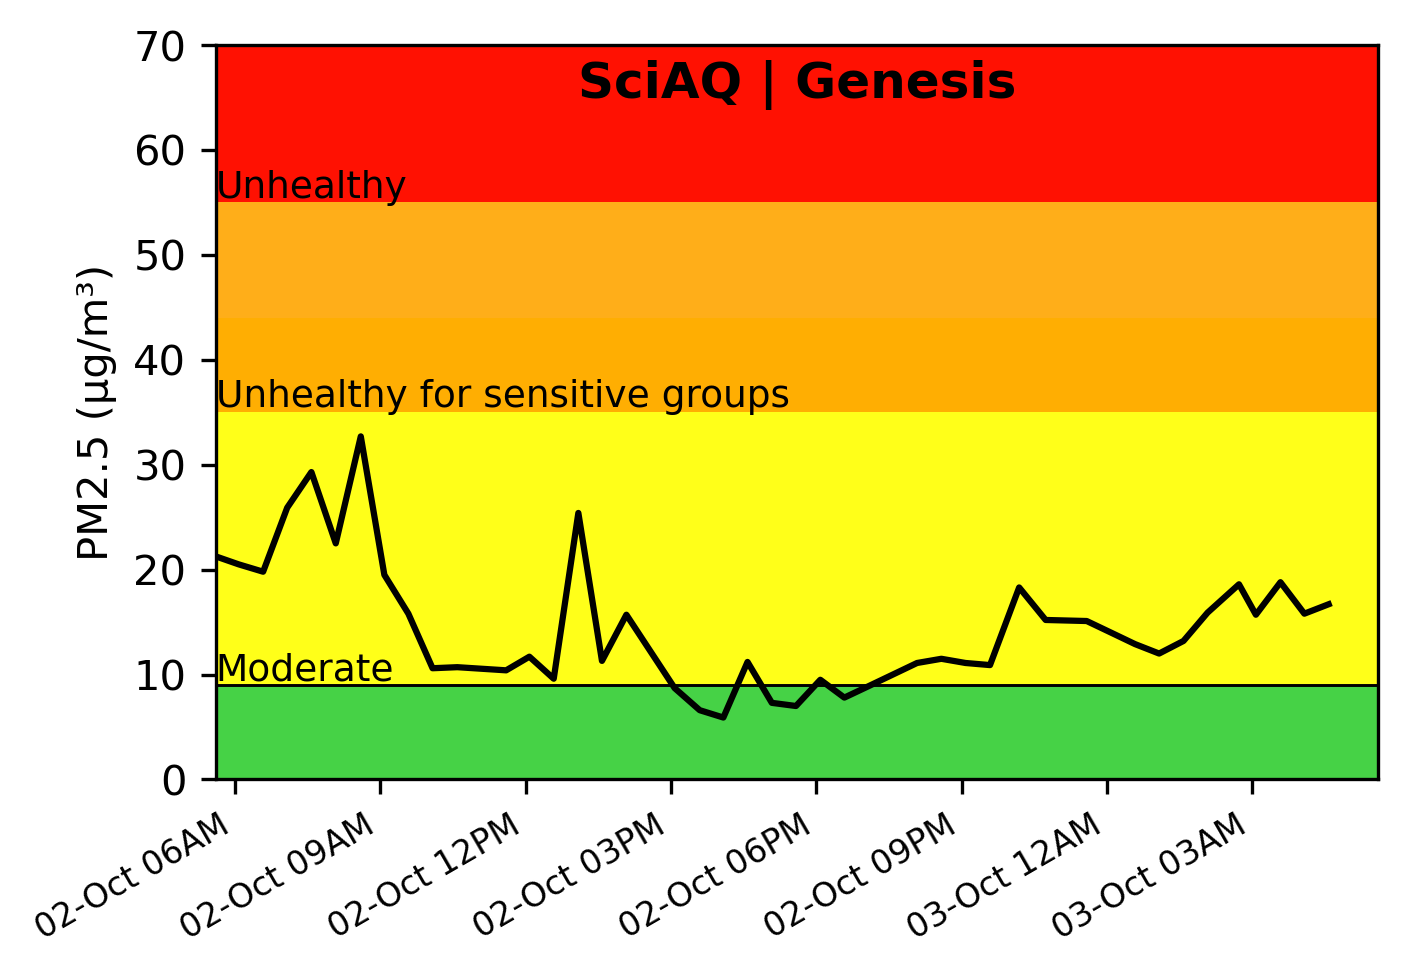 SciAQ | Genesis
PM2.5 (µg/m³)
70
60
50
40
30
20
10
0
Unhealthy
Unhealthy for sensitive groups
Moderate
02-Oct 06AM
02-Oct 09AM
02-Oct 12PM
02-Oct 03PM
02-Oct 06PM
02-Oct 09PM
03-Oct 12AM
03-Oct 03AM